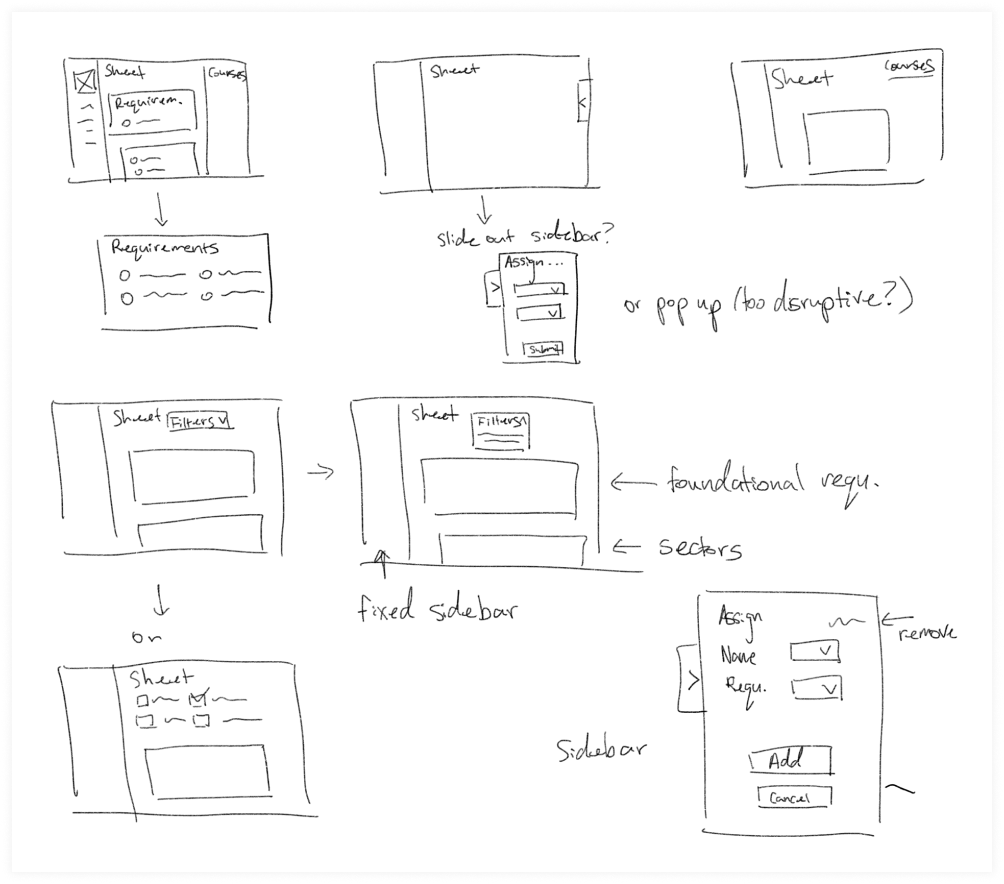 Sheet
Courses
Requirem.
Requirements
Sheet
slide out sidebar?
Assign...
Submit
or pop up (too disruptive?)
Sheet
Courses
Sheet
Filters
Sheet
Filters
foundational requ.
sectors
fixed sidebar
or
Sheet
Assign
remove
Name
Requ.
Add
Cancel
Sidebar